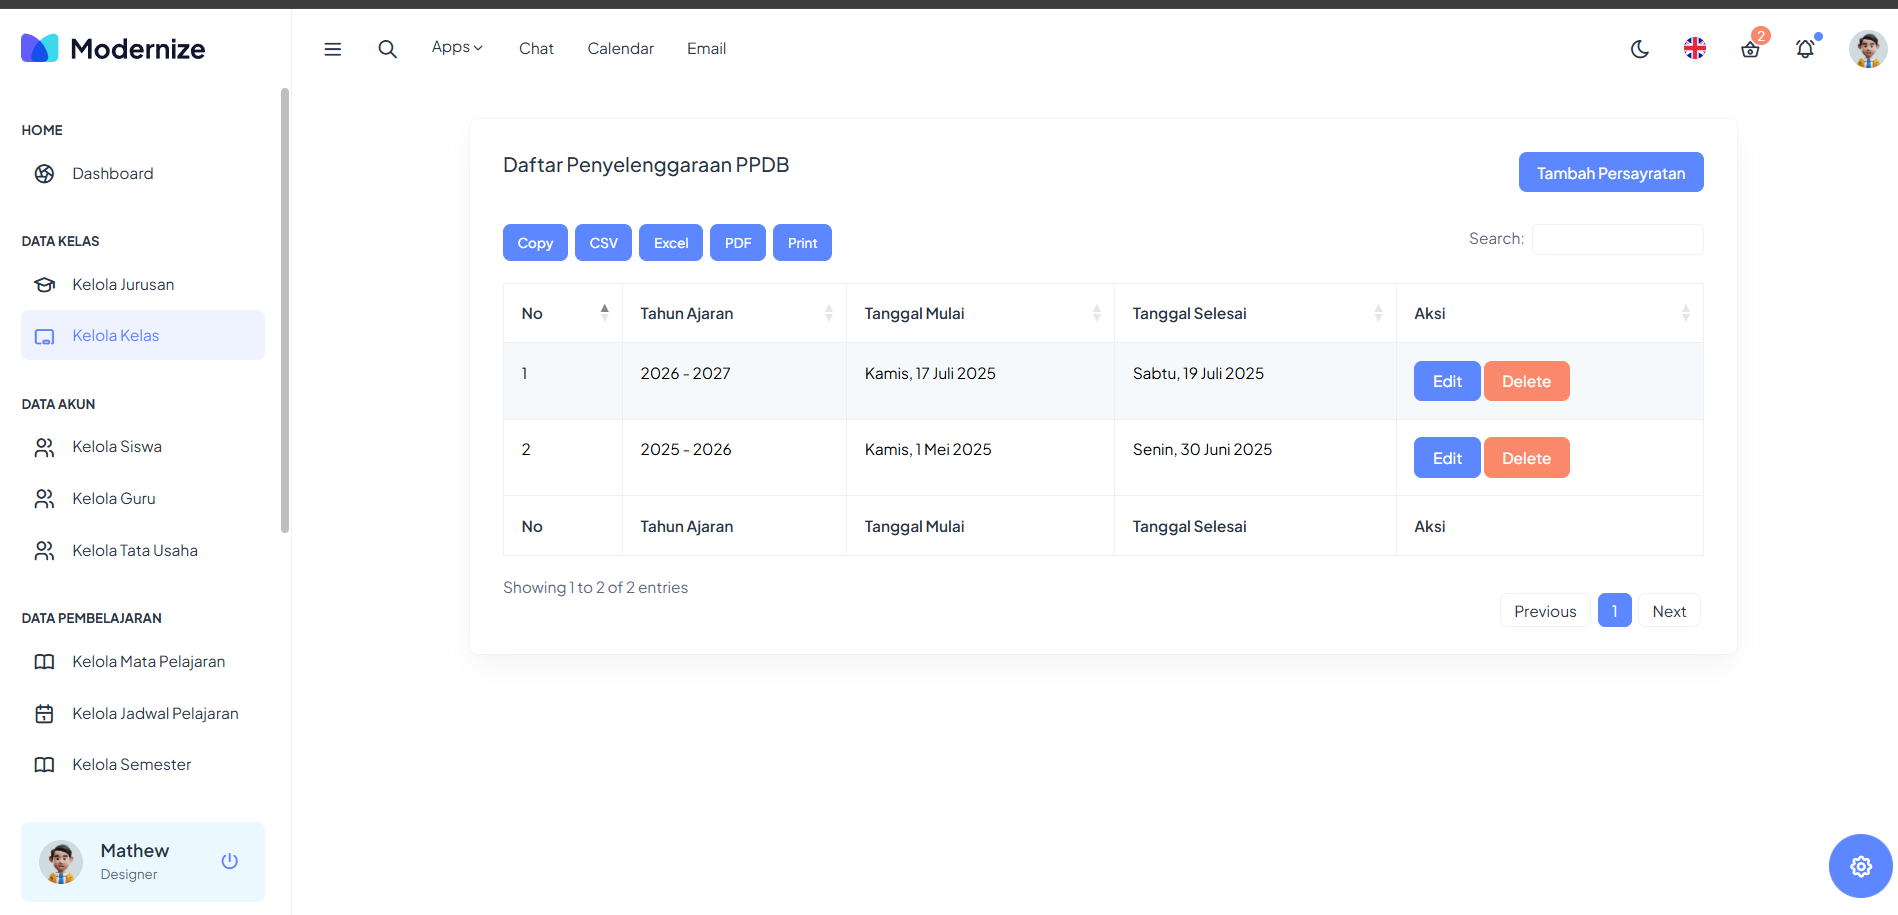 Modernize
Apps Chat Calendar Email
2
HOME
Dashboard
DATA KELAS
Kelola Jurusan
Kelola Kelas
DATA AKUN
Kelola Siswa
Kelola Guru
Kelola Tata Usaha
DATA PEMBELAJARAN
Kelola Mata Pelajaran
Kelola Jadwal Pelajaran
Kelola Semester
Mathew
Designer
Daftar Penyelenggaraan PPDB
Tambah Persayratan
Copy CSV Excel PDF Print
Search:
No Tahun Ajaran Tanggal Mulai Tanggal Selesai Aksi
1 2026 - 2027 Kamis, 17 Juli 2025 Sabtu, 19 Juli 2025 Edit Delete
2 2025 - 2026 Kamis, 1 Mei 2025 Senin, 30 Juni 2025 Edit Delete
No Tahun Ajaran Tanggal Mulai Tanggal Selesai Aksi
Showing 1 to 2 of 2 entries
Previous 1 Next